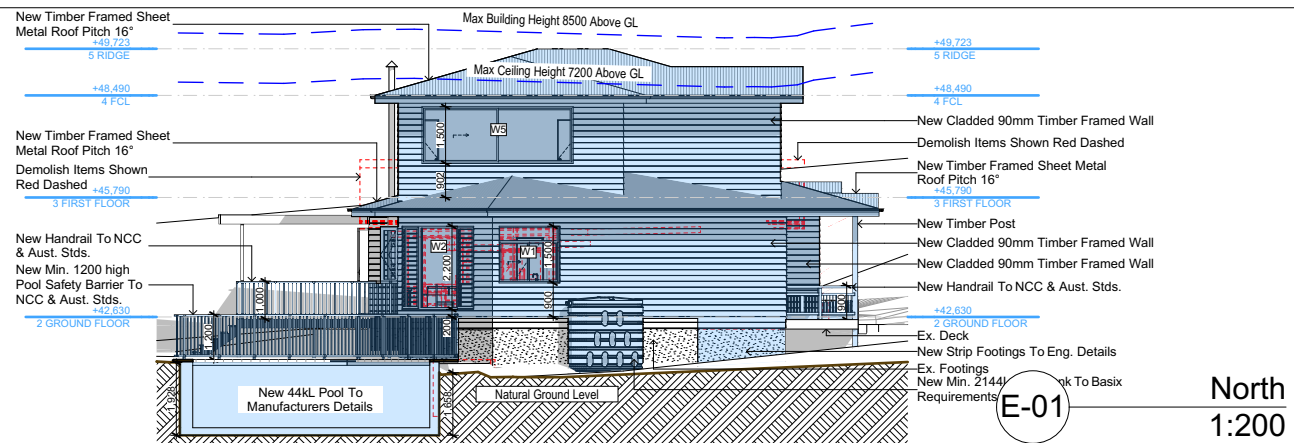 New Timber Framed Sheet
Metal Roof Pitch 16°
+49,723
5 RIDGE
+48,490
4 FCL
New Timber Framed Sheet
Metal Roof Pitch 16°
Demolish Items Shown
Red Dashed
+45,790
3 FIRST FLOOR
New Handrail To NCC
& Aust. Stds.
New Min. 1200 high
Pool Safety Barrier To
NCC & Aust. Stds.
+42,630
2 GROUND FLOOR
Max Building Height 8500 Above GL
Max Ceiling Height 7200 Above GL
W5
1,500
902
W2
2,200
W1
1,500
900
1,000
1,200
200
900
1,928
1,658
New 44kL Pool To
Manufacturers Details
Natural Ground Level
+49,723
5 RIDGE
+48,490
4 FCL
New Cladded 90mm Timber Framed Wall
Demolish Items Shown Red Dashed
New Timber Framed Sheet Metal
Roof Pitch 16°
+45,790
3 FIRST FLOOR
New Timber Post
New Cladded 90mm Timber Framed Wall
New Cladded 90mm Timber Framed Wall
New Handrail To NCC & Aust. Stds.
+42,630
2 GROUND FLOOR
Ex. Deck
New Strip Footings To Eng. Details
Ex. Footings
New Min. To Basix
Requirements
E-01
North
1:200